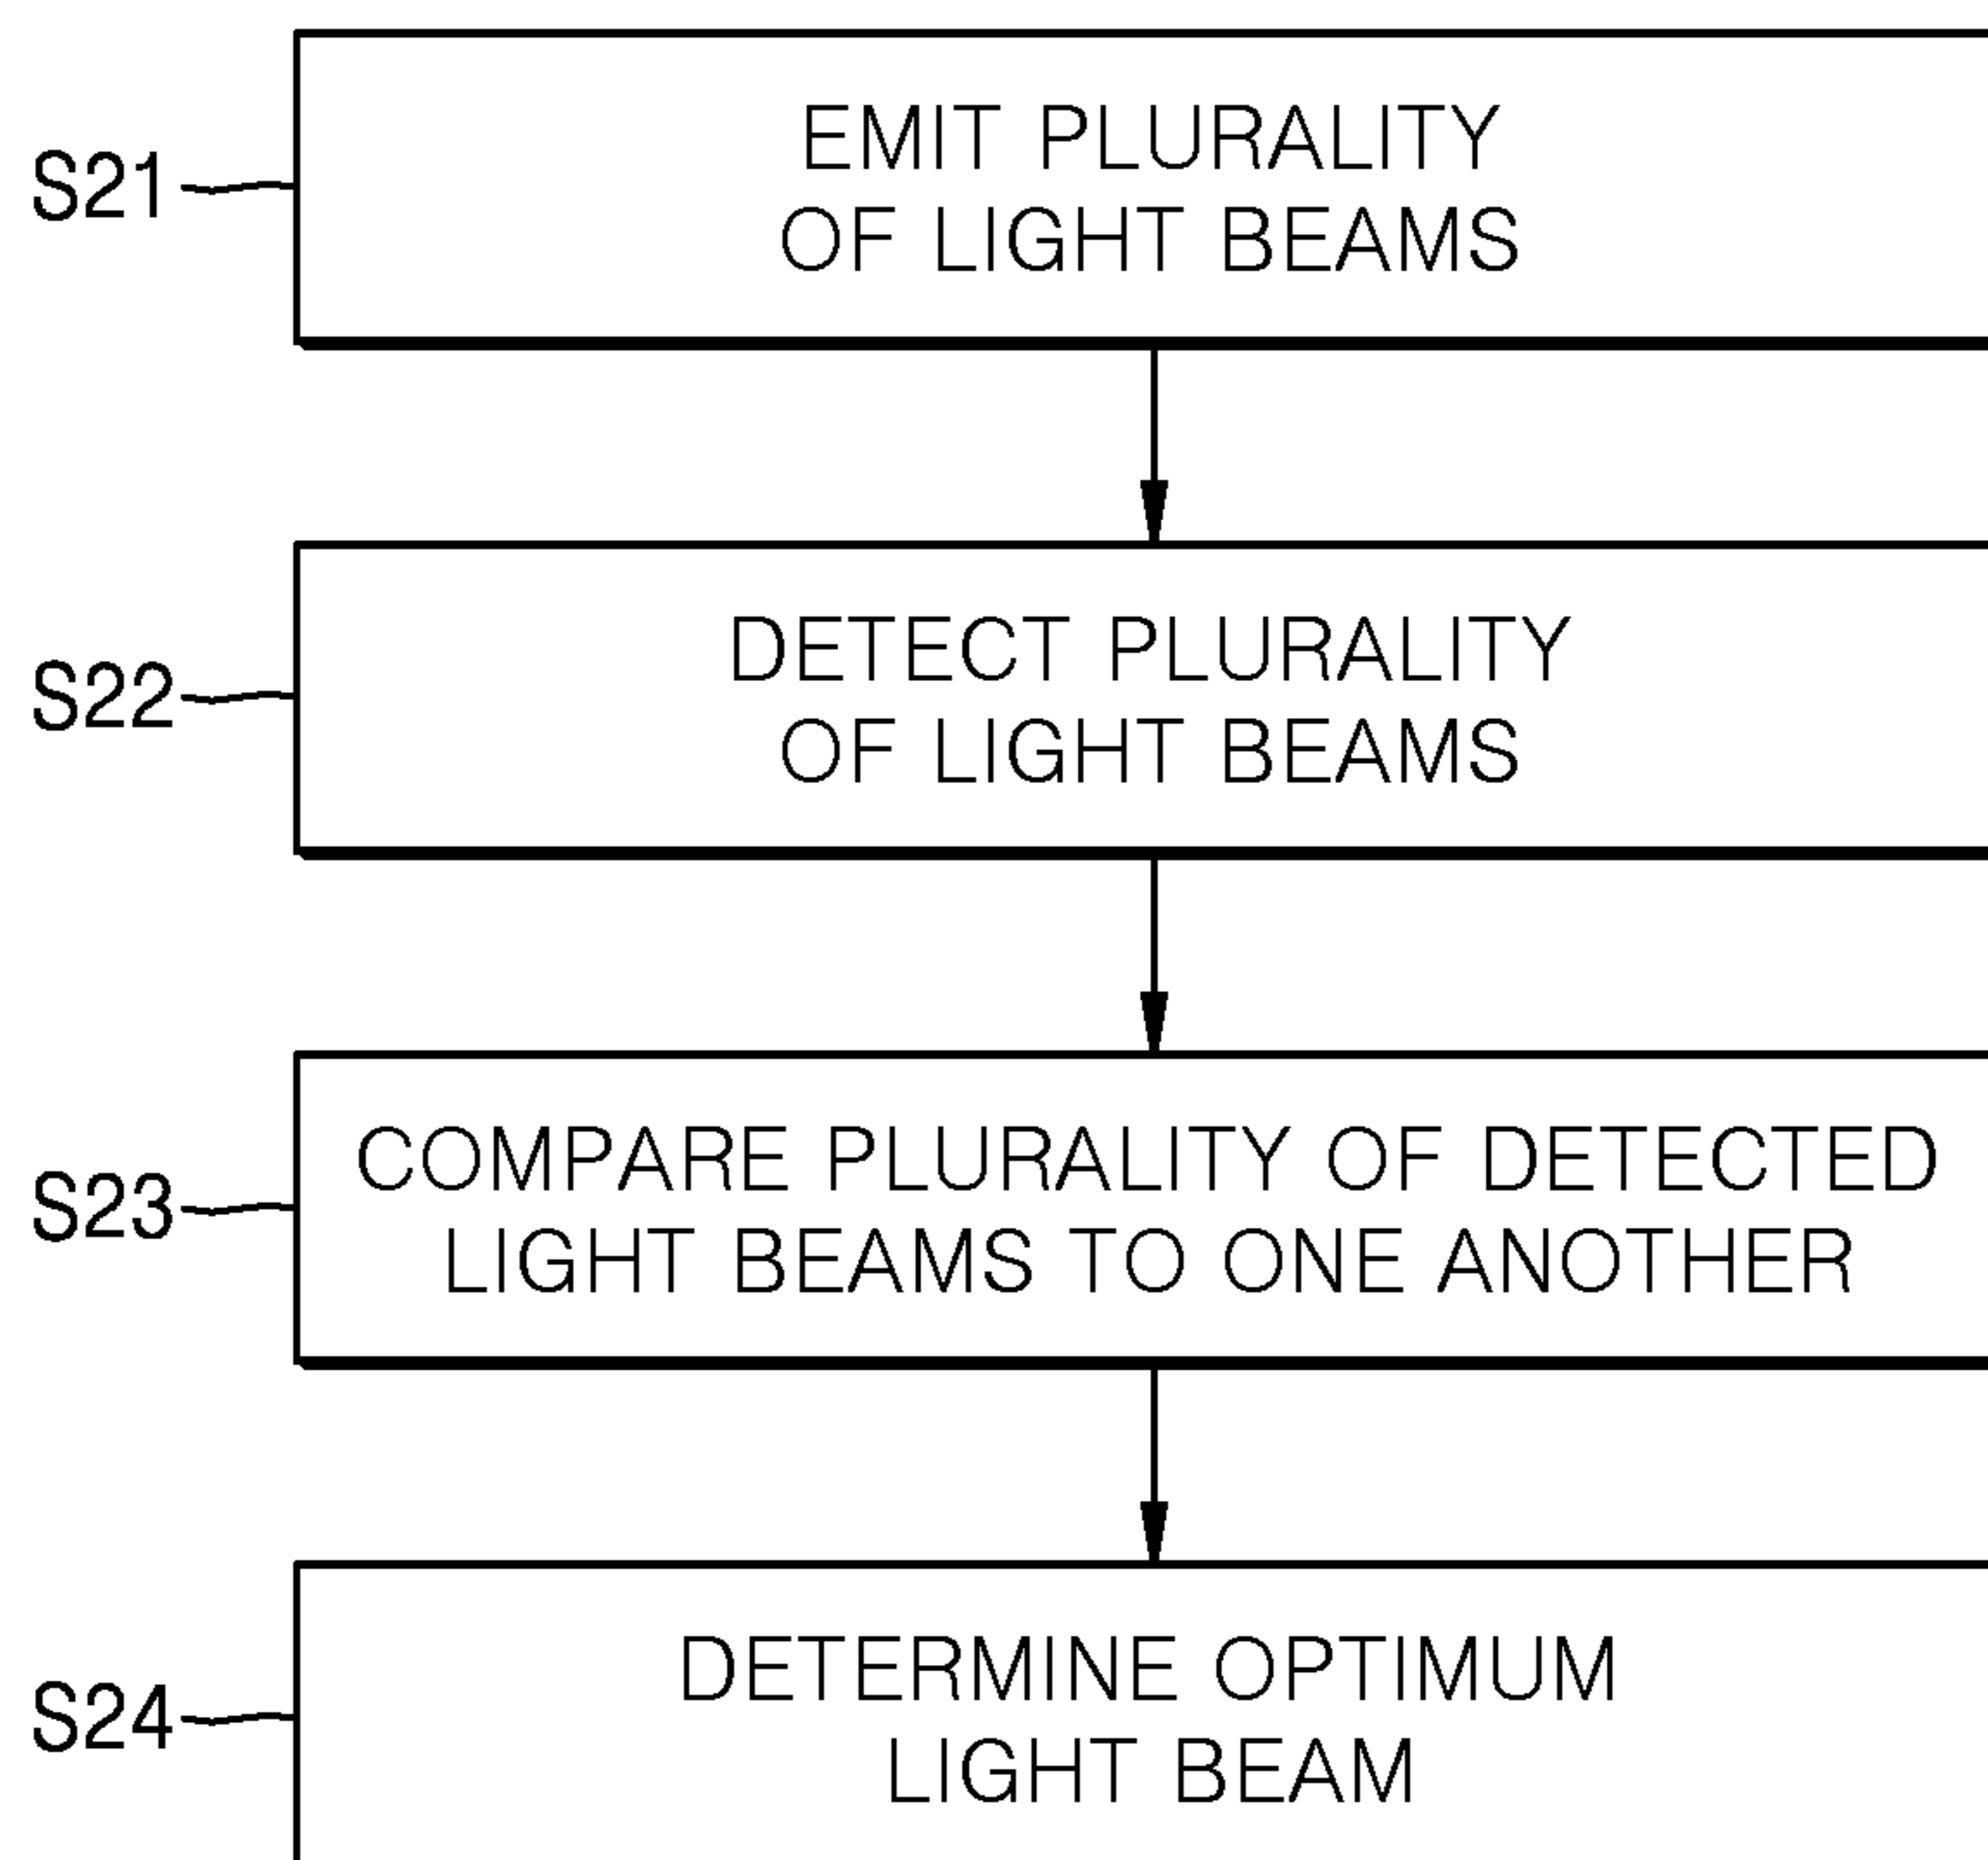 S21
EMIT PLURALITY
OF LIGHT BEAMS
S22
DETECT PLURALITY
OF LIGHT BEAMS
S23
COMPARE PLURALITY OF DETECTED
LIGHT BEAMS TO ONE ANOTHER
S24
DETERMINE OPTIMUM
LIGHT BEAM